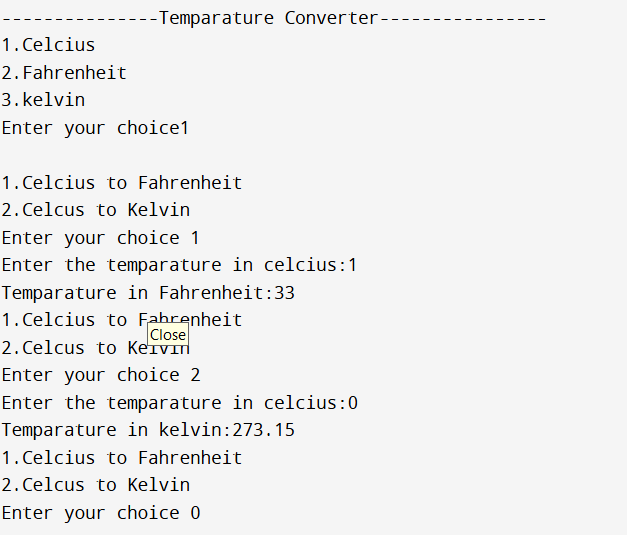 ---------------Temparature Converter----------------
1.Celcius
2.Fahrenheit
3.kelvin
Enter your choice1
1.Celcius to Fahrenheit
2.Celcus to Kelvin
Enter your choice 1
Enter the temparature in celcius:1
Temparature in Fahrenheit:33
1.Celcius to Fahrenheit
Close
2.Celcus to Kelvin
Enter your choice 2
Enter the temparature in celcius:0
Temparature in kelvin:273.15
1.Celcius to Fahrenheit
2.Celcus to Kelvin
Enter your choice 0